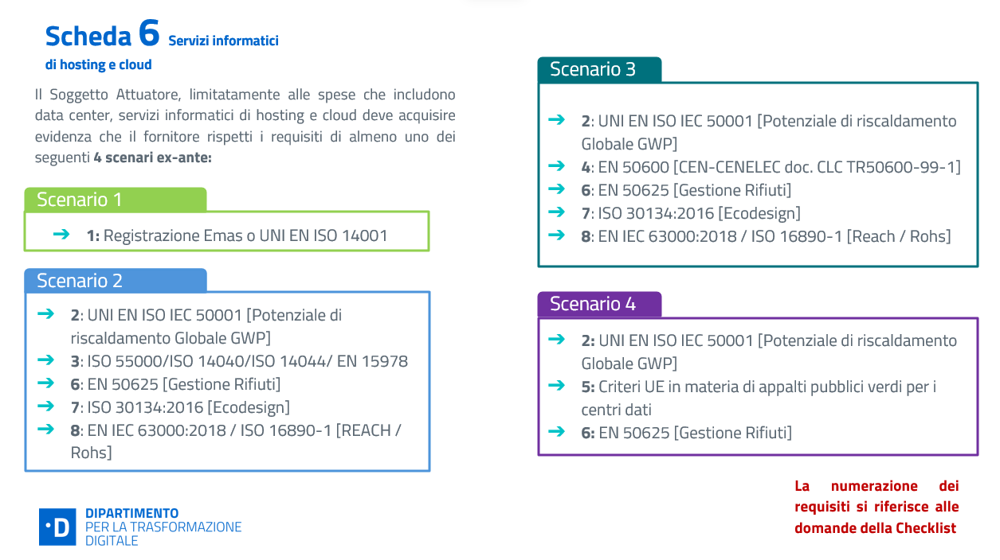 Scheda 6 Servizi informatici
di hosting e cloud
Il Soggetto Attuatore, limitatamente alle spese che includono
data center, servizi informatici di hosting e cloud deve acquisire
evidenza che il fornitore rispetti i requisiti di almeno uno dei
seguenti 4 scenari ex-ante:
Scenario 1
➔ 1: Registrazione Emas o UNI EN ISO 14001
Scenario 2
➔ 2: UNI EN ISO IEC 50001 [Potenziale di
riscaldamento Globale GWP]
➔ 3: ISO 55000/ISO 14040/ISO 14044/ EN 15978
➔ 6: EN 50625 [Gestione Rifiuti]
➔ 7: ISO 30134:2016 [Ecodesign]
➔ 8: EN IEC 63000:2018 / ISO 16890-1 [REACH /
Rohs]
Scenario 3
➔ 2: UNI EN ISO IEC 50001 [Potenziale di riscaldamento
Globale GWP]
➔ 4: EN 50600 [CEN-CENELEC doc. CLC TR50600-99-1]
➔ 6: EN 50625 [Gestione Rifiuti]
➔ 7: ISO 30134:2016 [Ecodesign]
➔ 8: EN IEC 63000:2018 / ISO 16890-1 [Reach / Rohs]
Scenario 4
➔ 2: UNI EN ISO IEC 50001 [Potenziale di riscaldamento
Globale GWP]
➔ 5: Criteri UE in materia di appalti pubblici verdi per i
centri dati
➔ 6: EN 50625 [Gestione Rifiuti]
La numerazione dei
requisiti si riferisce alle
domande della Checklist
·D
DIPARTIMENTO
PER LA TRASFORMAZIONE
DIGITALE